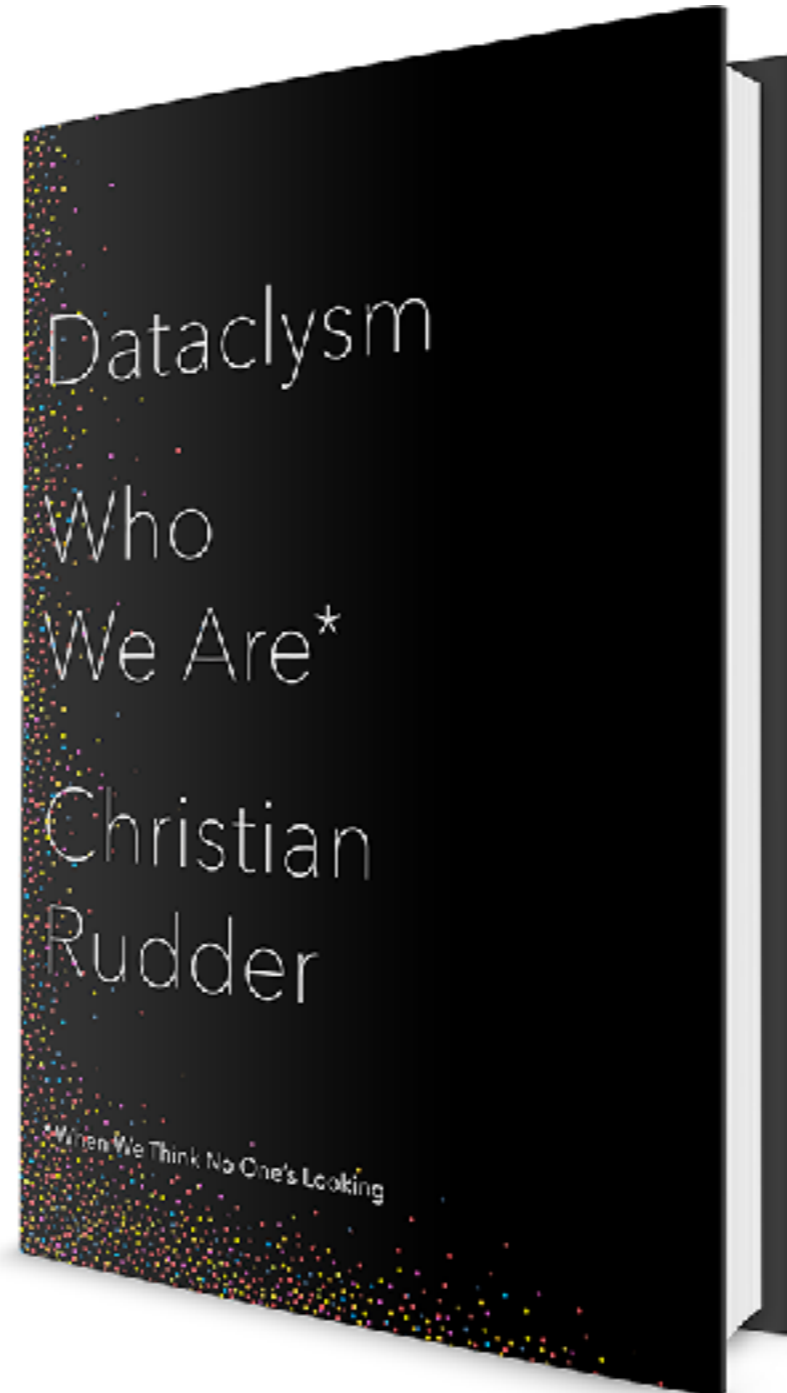 Dataclysm
Who
We Are*
Christian
Rudder
*When We Think No One's Looking